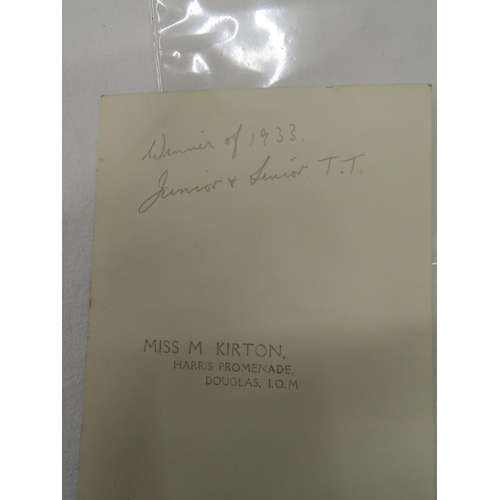 Winner of 1933.
Junior & Senior. T.T.
MISS M KIRTON,
HARRIS PROMENADE.
DOUGLAS, I.O.M